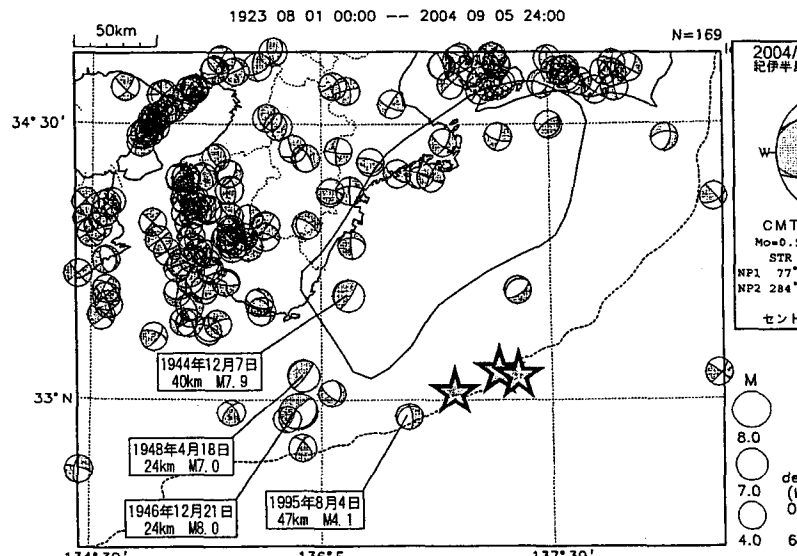 1923 08 01 00:00 -- 2004 09 05 24:00
50km
N=169
34° 30'
33° N
136° E
137° 30'
1944年12月7日
40km M7.9
1948年4月18日
24km M7.0
1946年12月21日
24km M8.0
1995年8月4日
47km M4.1
2004/
紀伊半
W
CMT
Mo=0.
STR
NP1 77°
NP2 284°
セント
M
8.0
7.0
4.0
de
0
6